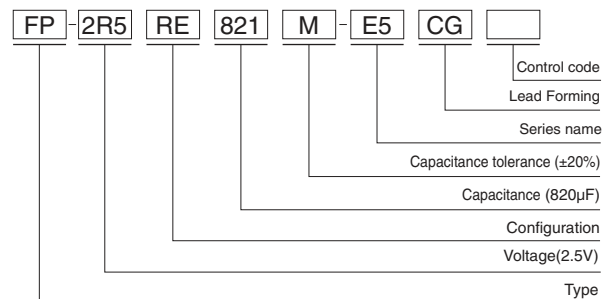 FP-2R5 RE 821 M-E5 CG
Control code
Lead Forming
Series name
Capacitance tolerance (±20%)
Capacitance (820µF)
Configuration
Voltage(2.5V)
Type